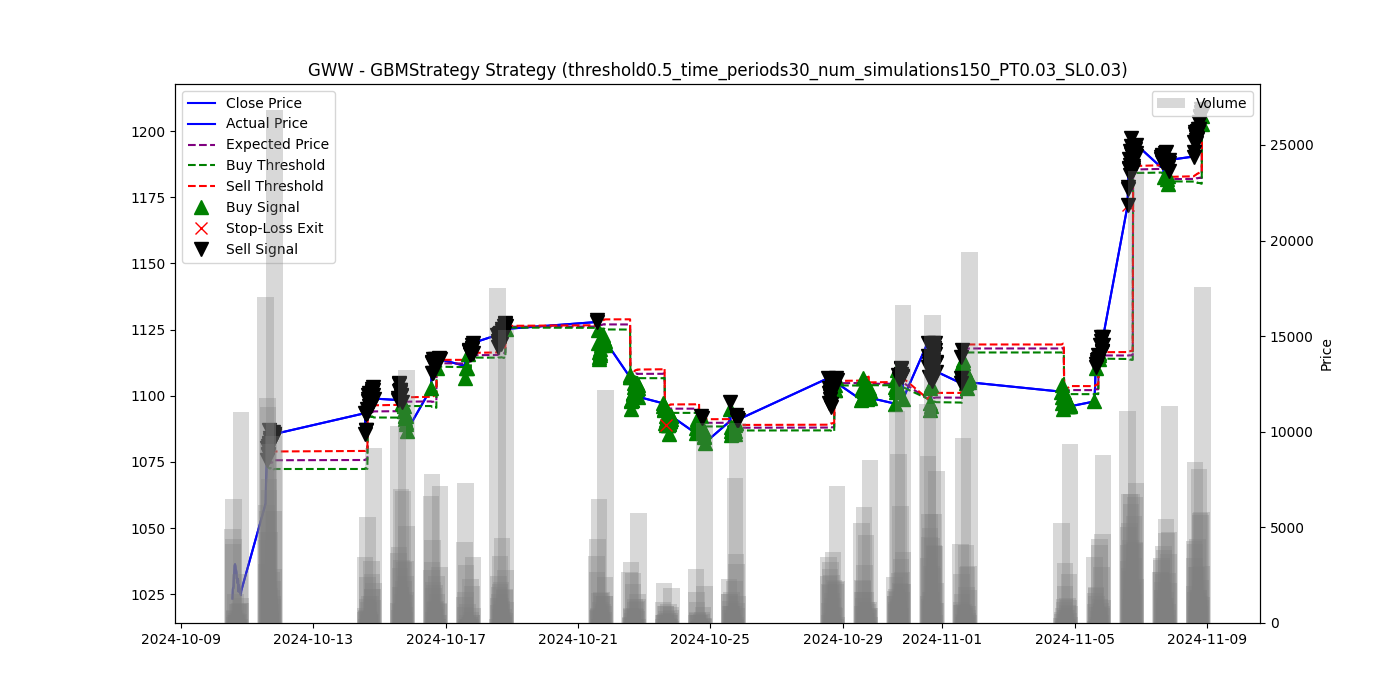 GWW - GBMStrategy Strategy (threshold0.5_time_periods30_num_simulations150_PT0.03_SL0.03)
Close Price
Actual Price
Expected Price
Buy Threshold
Sell Threshold
Buy Signal
Stop-Loss Exit
Sell Signal
Volume
1200
1175
1150
1125
1100
1075
1050
1025
25000
20000
15000
10000
5000
0
Price
2024-10-09
2024-10-13
2024-10-17
2024-10-21
2024-10-25
2024-10-29
2024-11-01
2024-11-05
2024-11-09